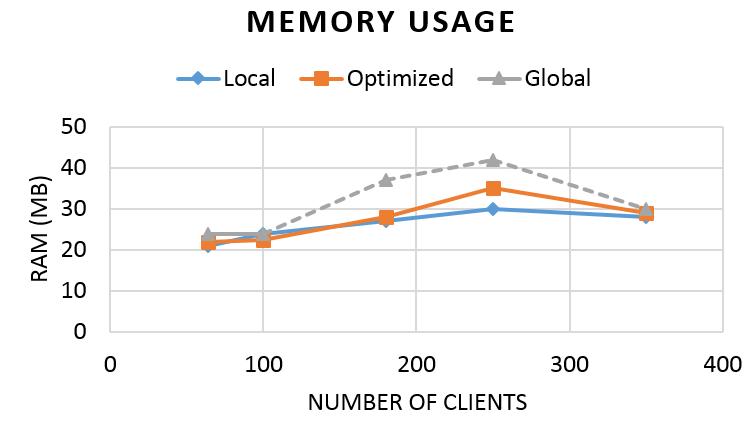 MEMORY USAGE
Local Optimized Global
50
40
30
20
10
0
RAM (MB)
0 100 200 300 400
NUMBER OF CLIENTS